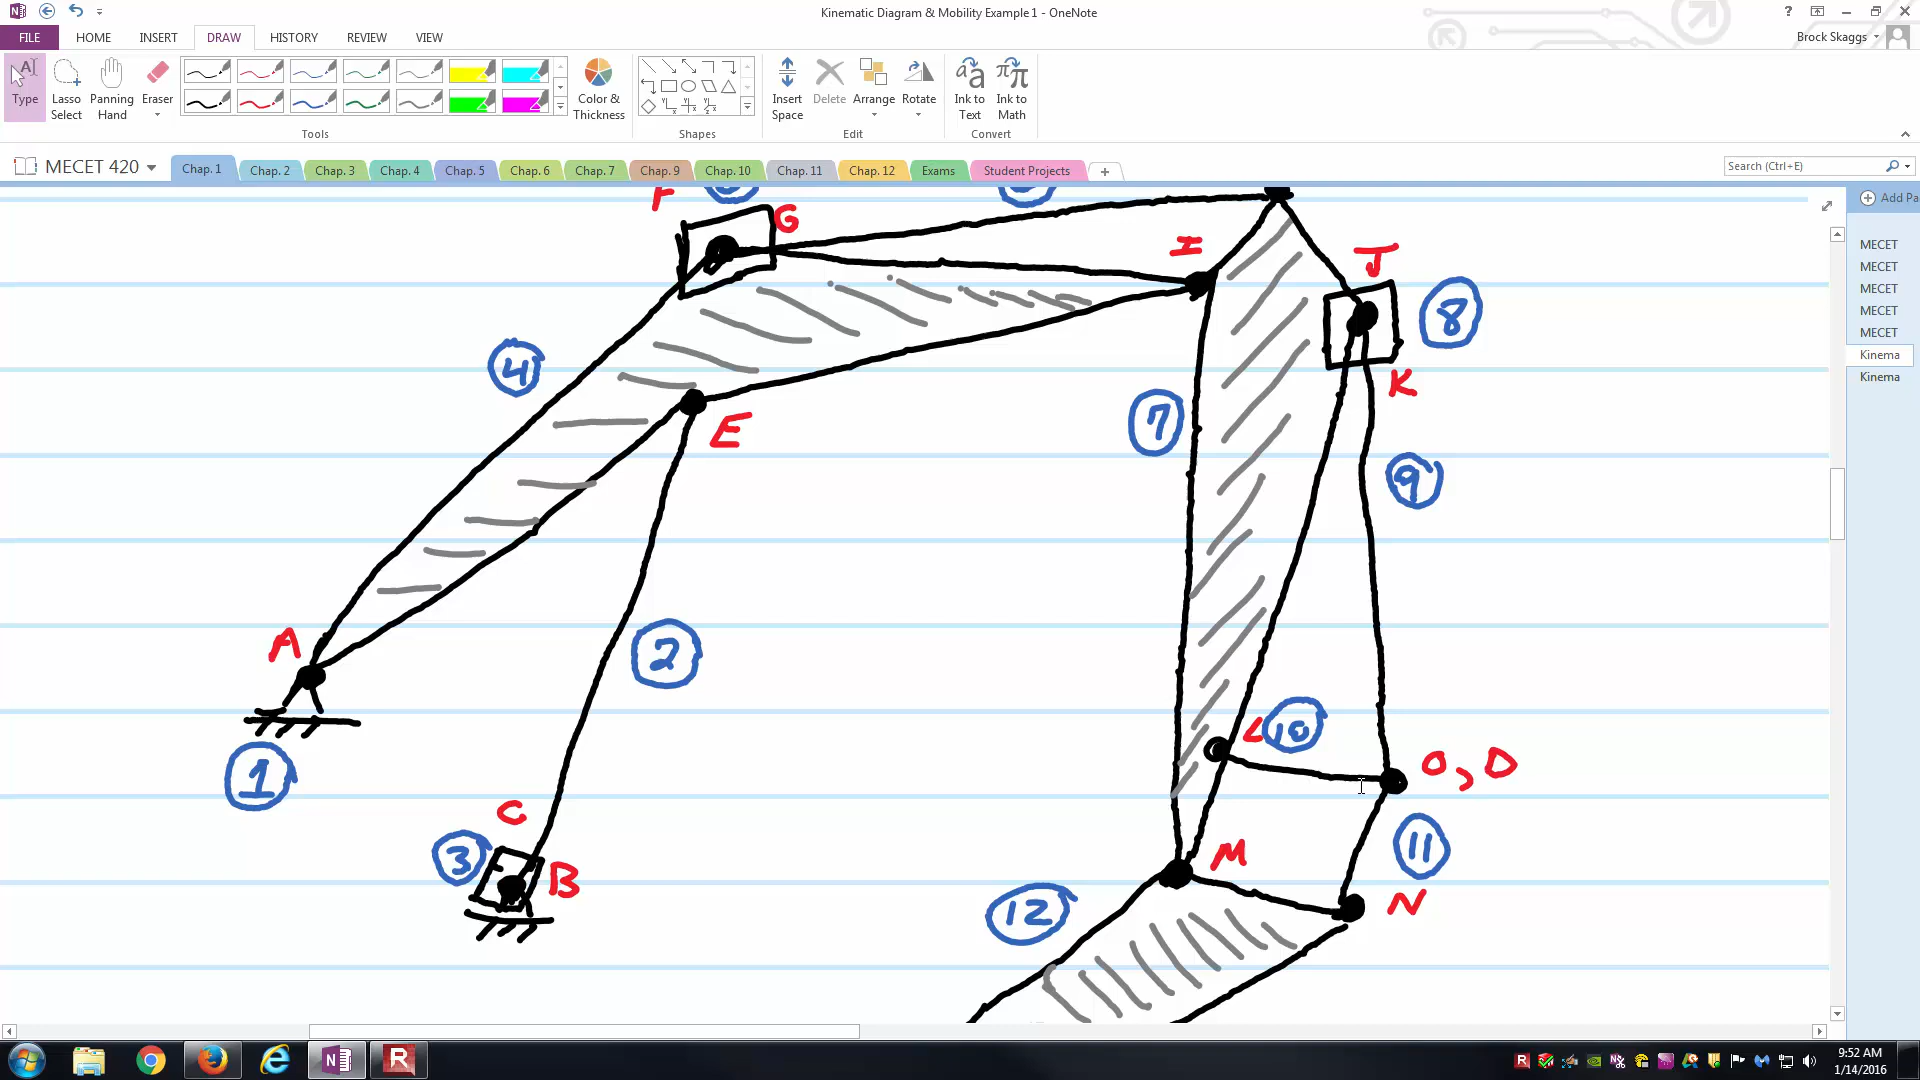 Kinematic Diagram & Mobility Example 1 - OneNote
FILE HOME INSERT DRAW HISTORY REVIEW VIEW
Brock Skaggs
Type
Lasso Select
Panning Hand
Eraser
Color & Thickness
Insert Space
Delete
Arrange
Rotate
Ink to Text
Ink to Math
Tools
Shapes
Edit
Convert
MECET 420
Chap. 1 Chap. 2 Chap. 3 Chap. 4 Chap. 5 Chap. 6 Chap. 7 Chap. 9 Chap. 10 Chap. 11 Chap. 12 Exams Student Projects
Search (Ctrl+E)
Add Pa
MECET
MECET
MECET
MECET
MECET
Kinema
Kinema
F
G
I
J
8
4
K
7
E
9
A
2
L
10
O, D
1
C
3
B
M
11
12
N
9:52 AM
1/14/2016